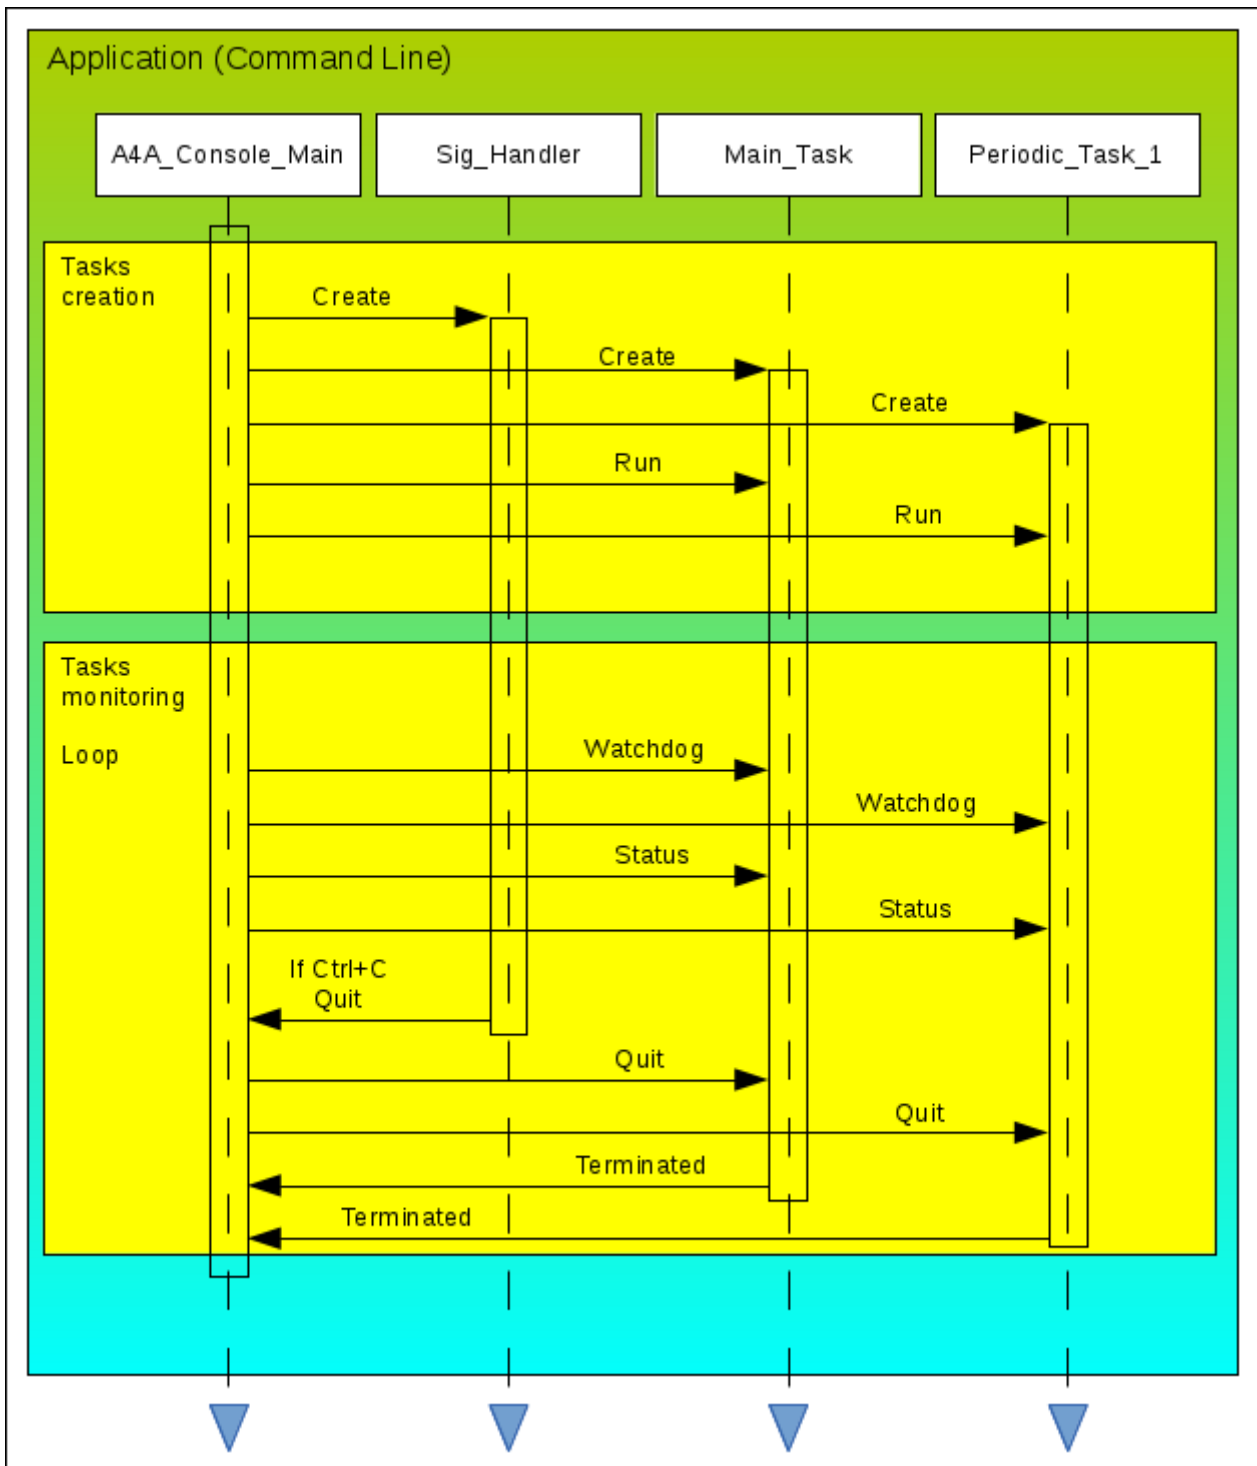 Application (Command Line)
A4A_Console_Main
Sig_Handler
Main_Task
Periodic_Task_1
Tasks
creation
Create
Create
Create
Run
Run
Tasks
monitoring
Loop
Watchdog
Watchdog
Status
Status
If Ctrl+C
Quit
Quit
Quit
Terminated
Terminated